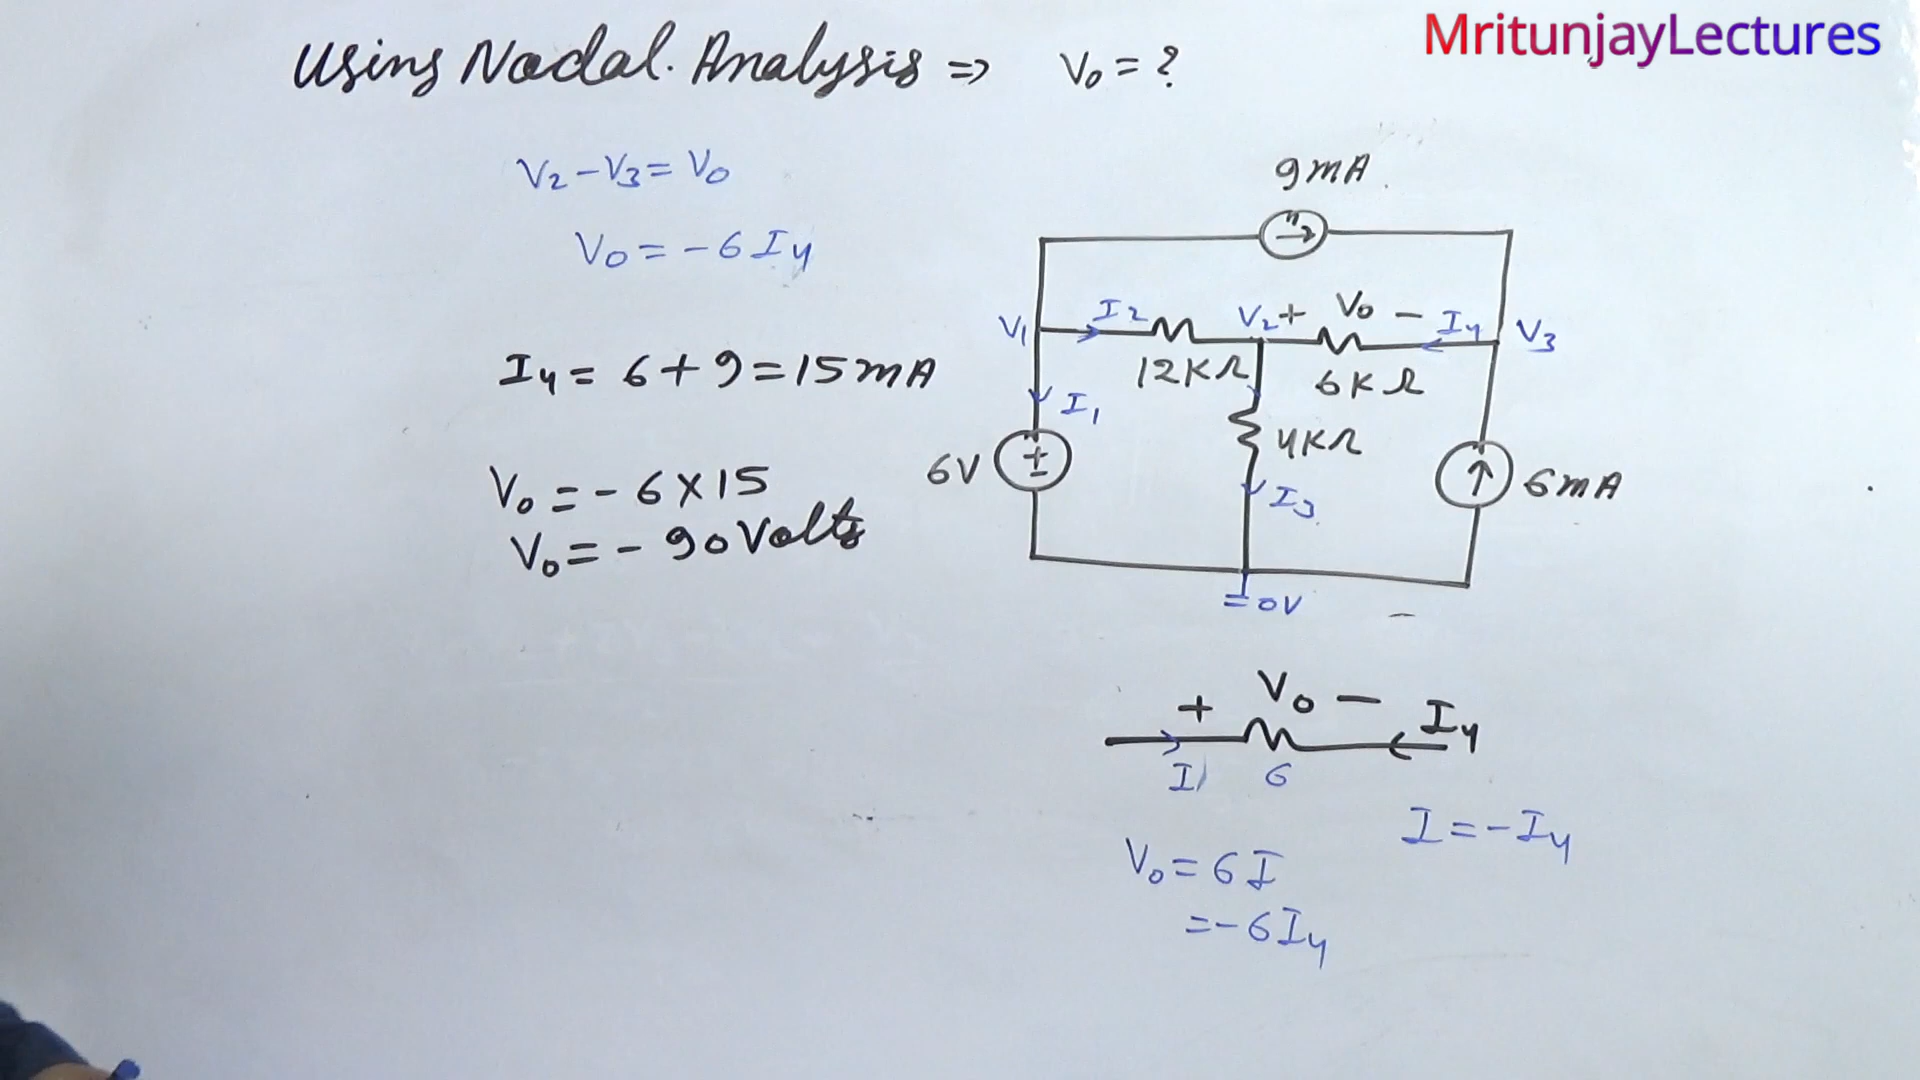 MritunjayLectures
Using Nodal Analysis ⇒ V₀ = ?
V₂ - V₃ = V₀
V₀ = - 6 I₄
I₄ = 6 + 9 = 15 mA
V₀ = - 6 × 15
V₀ = - 90 Volts
9 mA
V₁
I₂
V₂ + V₀ -
I₄
V₃
12KΩ
6KΩ
I₁
6V
+
4KΩ
6mA
I₃
0V
+ V₀ - I₄
I
6
I = - I₄
V₀ = 6 I
= - 6 I₄